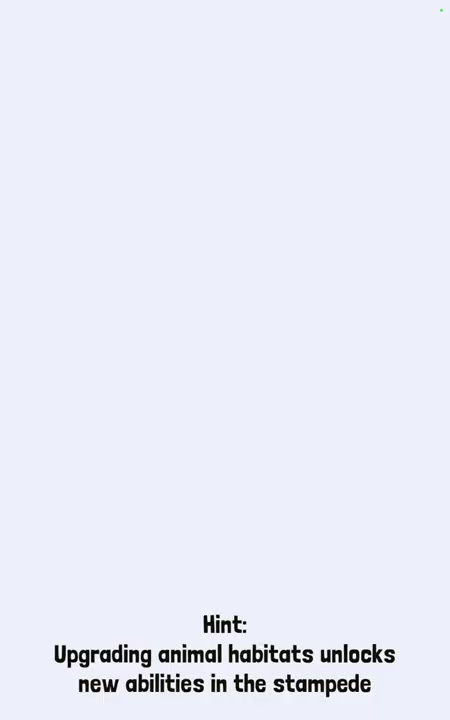 Hint:
Upgrading animal habitats unlocks
new abilities in the stampede